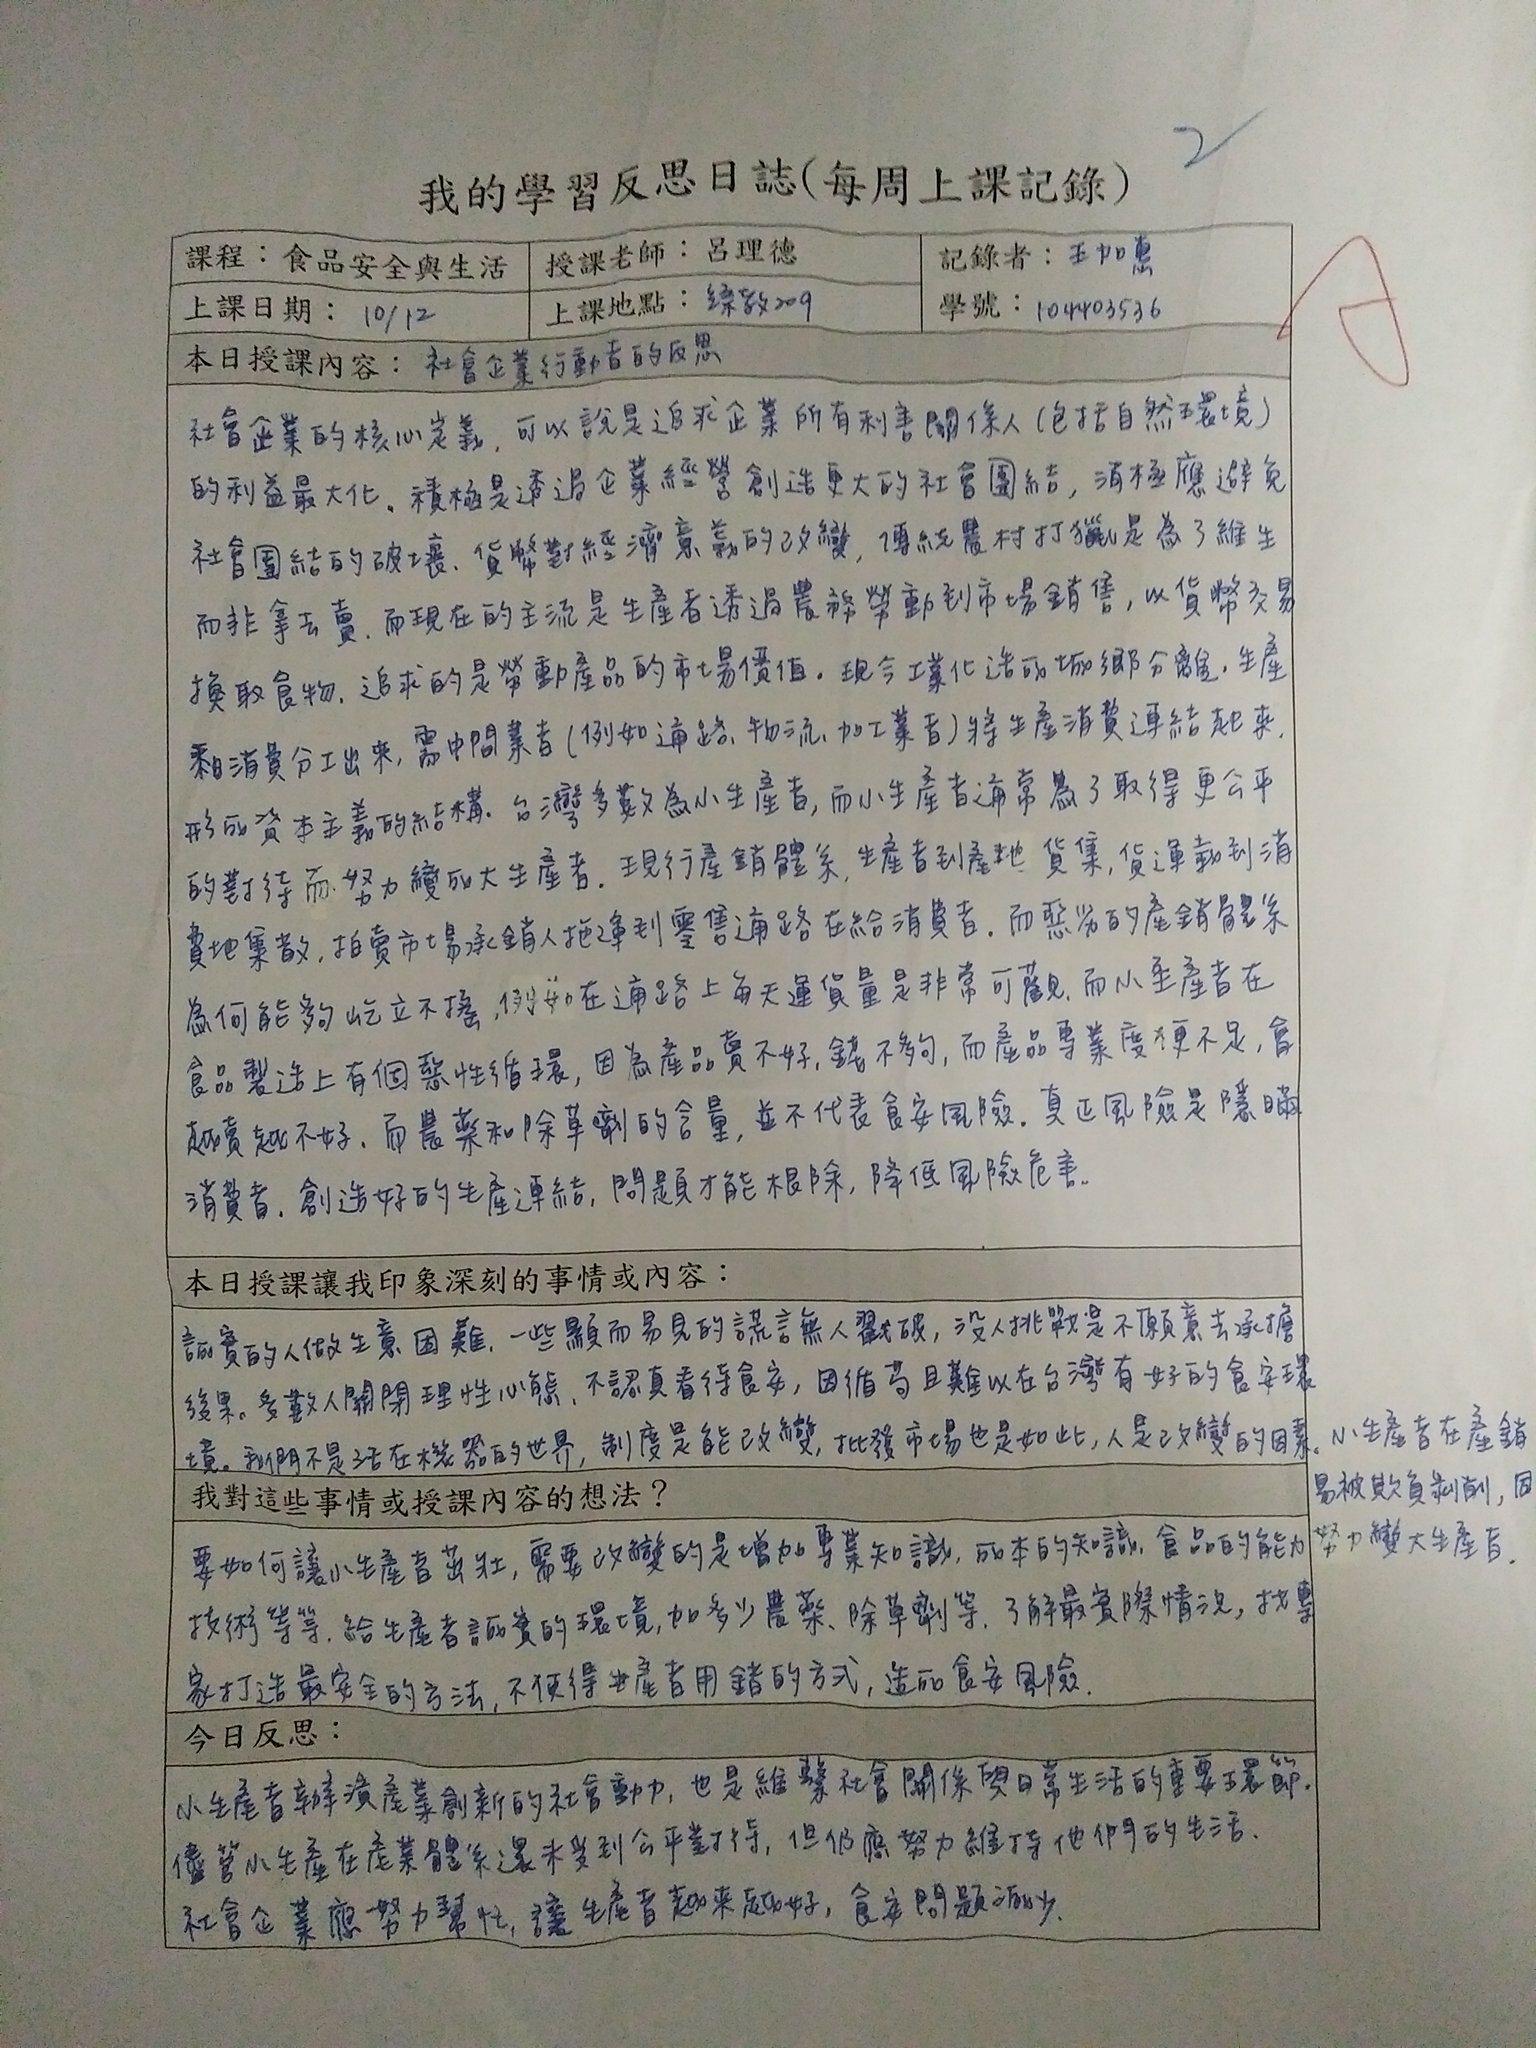 2
我的學習反思日誌(每周上課記錄)
課程：食品安全與生活 授課老師：呂理德 記錄者：王加惠
上課日期：10/12 上課地點：綜教209 學號：104403536
A
本日授課內容：社會企業行動者的反思
社會企業的核心定義，可以說是追求企業所有利害關係人(包括自然環境)
的利益最大化。積極是透過企業經營創造更大的社會團結，消極應避免
社會團結的破壞.貨幣對經濟意義的改變，傳統農村打獵是為了維生
而非拿去賣.而現在的主流是生產者透過農務勞動到市場銷售，以貨幣交易
換取食物.追求的是勞動產品的市場價值。現今工業化造成城鄉分離.生產
和消費分工出來，需中間業者(例如通路、物流、加工業者)將生產消費連結起來.
形成資本主義的結構.台灣多數為小生產者，而小生產者通常為了取得更公平
的對待而努力變成大生產者.現行產銷體系，生產者到產地 貨集，貨運載到消
費地集散，拍賣市場承銷人拖運到零售通路在給消費者.而惡劣的產銷體系
為何能夠屹立不搖，例如在通路上每天運貨量是非常可觀.而小生產者在
食品製造上有個惡性循環，因為產品賣不好，錢不夠，而產品專業度便不足，會
越賣越不好.而農藥和除草劑的含量，並不代表食安風險.真正風險是隱瞞
消費者.創造好的生產連結，問題才能根除，降低風險危害.
本日授課讓我印象深刻的事情或內容：
誠實的人做生意困難.一些顯而易見的謊言無人戳破，沒人挑戰是不願意去承擔
後果。多數人關閉理性心態，不認真看待食安，因循苟且難以在台灣有好的食安環
境。我們不是活在機器的世界，制度是能改變，批發市場也是如此，人是改變的因素。小生產者在產銷
易被欺負剝削，因
努力變大生產者.
我對這些事情或授課內容的想法？
要如何讓小生產者茁壯，需要改變的是增加專業知識，成本的知識，食品的能力
技術等等.給生產者誠實的環境，加多少農藥、除草劑等.了解最實際情況，找專
家打造最安全的方法，不使得生產者用錯的方式，造成食安風險.
今日反思：
小生產者動產業創新的社會動力，也是維繫社會關係與日常生活的重要環節.
儘管小生產在產業體系還未受到公平對待，但仍應努力維持他們的生活.
社會企業應努力幫忙，讓生產者越來越好，食安問題減少.